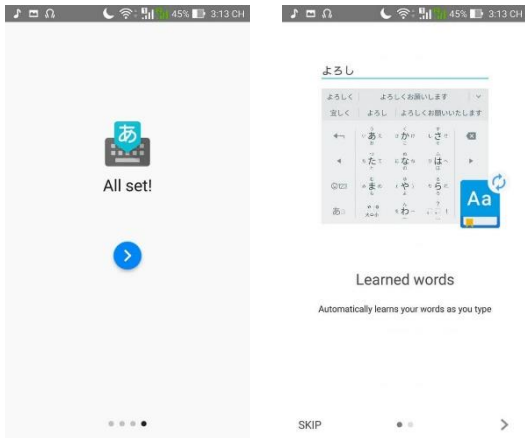 45% 3:13 CH
あ
All set!
45% 3:13 CH
よろし
よろしく よろしくお願いします
宜しく よろし よろしくお願いいたします
あ か さ
た な は
ま や ら
あ わ
Aa
Learned words
Automatically learns your words as you type
SKIP